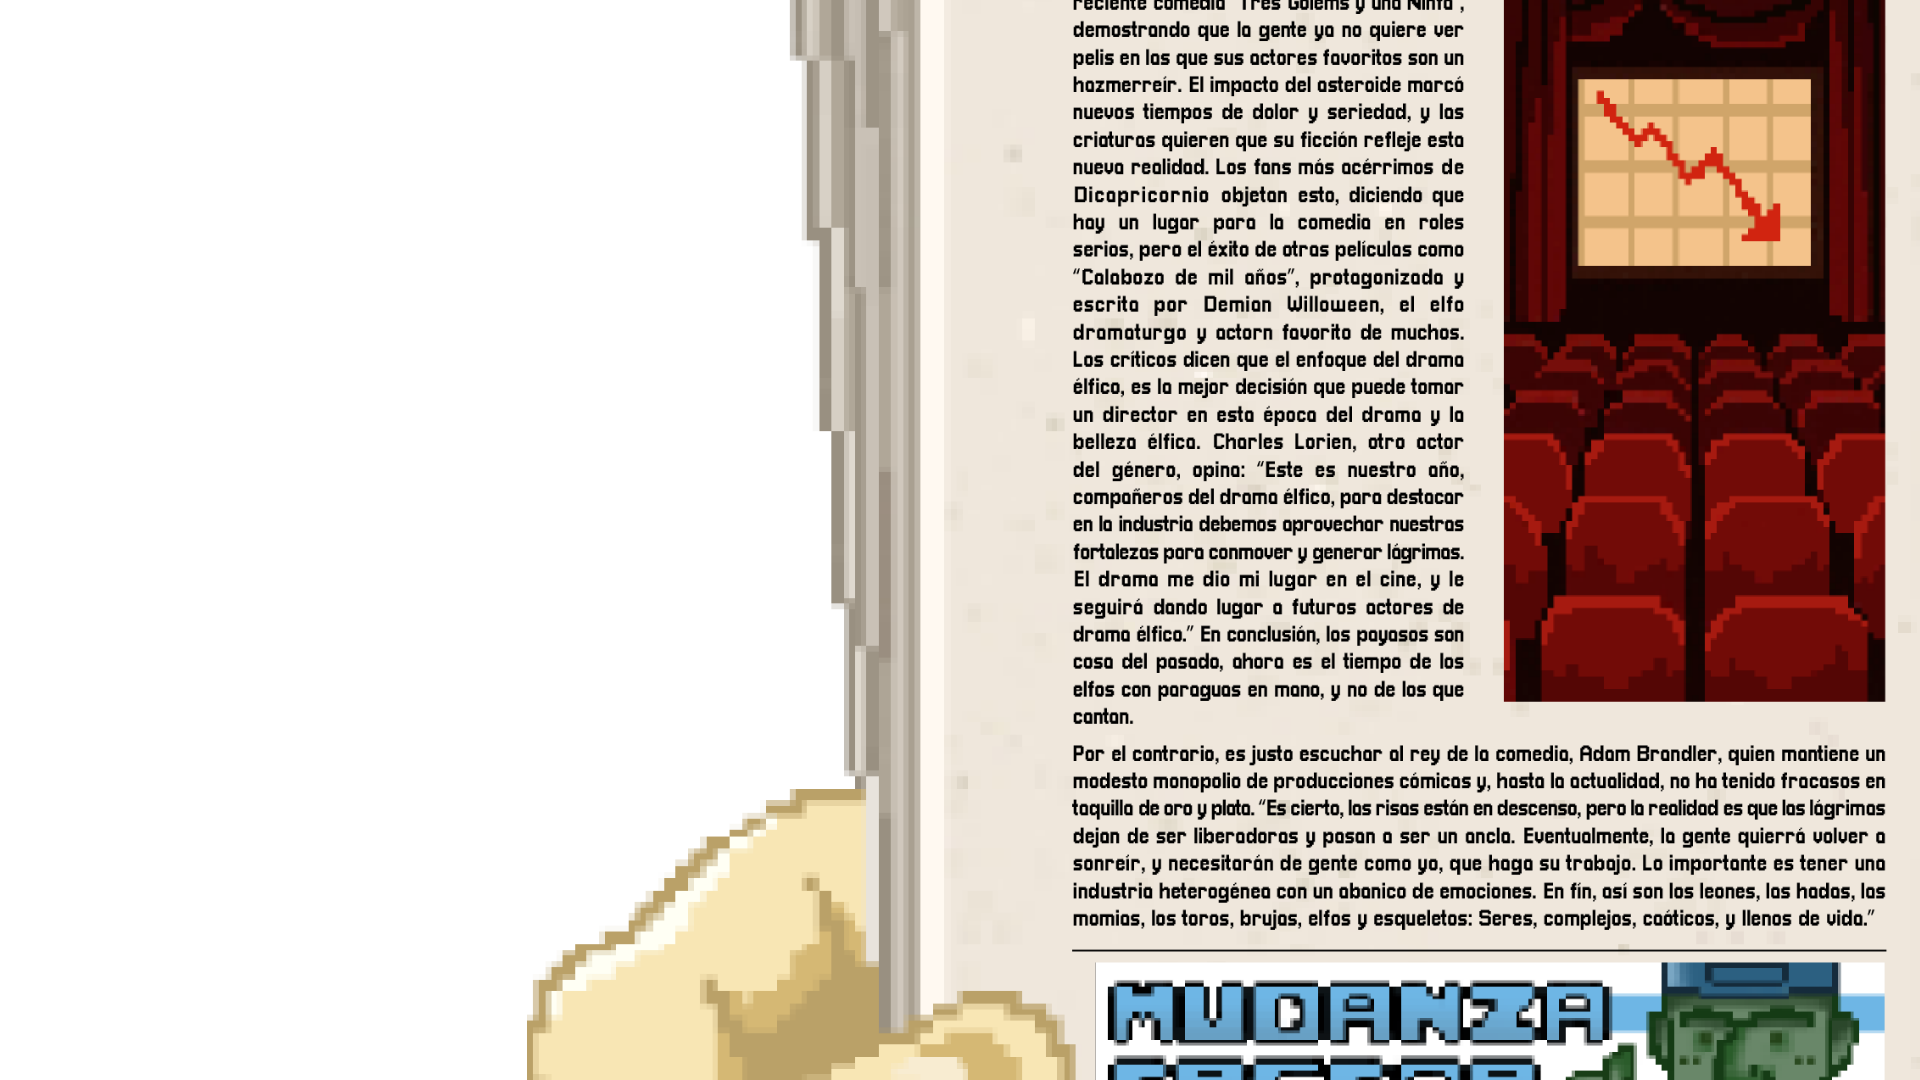 reciente comedia "Tres Golems y una Ninfa",
demostrando que la gente ya no quiere ver
pelis en las que sus actores favoritos son un
hazmerreír. El impacto del asteroide marcó
nuevos tiempos de dolor y seriedad, y las
criaturas quieren que su ficción refleje esta
nueva realidad. Los fans más acérrimos de
Dicapricornio objetan esto, diciendo que
hay un lugar para la comedia en roles
serios, pero el éxito de otras películas como
"Calabozo de mil años", protagonizada y
escrita por Demian Willoween, el elfo
dramaturgo y actorn favorito de muchos.
Los críticos dicen que el enfoque del drama
élfico, es la mejor decisión que puede tomar
un director en esta época del drama y la
belleza élfica. Charles Lorien, otro actor
del género, opina: "Este es nuestro año,
compañeros del drama élfico, para destacar
en la industria debemos aprovechar nuestras
fortalezas para conmover y generar lágrimas.
El drama me dio mi lugar en el cine, y le
seguirá dando lugar a futuros actores de
drama élfico." En conclusión, los payasos son
cosa del pasado, ahora es el tiempo de los
elfos con paraguas en mano, y no de los que
cantan.
Por el contrario, es justo escuchar al rey de la comedia, Adam Brandler, quien mantiene un
modesto monopolio de producciones cómicas y, hasta la actualidad, no ha tenido fracasos en
taquilla de oro y plata. "Es cierto, las risas están en descenso, pero la realidad es que las lágrimas
dejan de ser liberadoras y pasan a ser un ancla. Eventualmente, la gente quierrá volver a
sonreír, y necesitarán de gente como yo, que haga su trabajo. Lo importante es tener una
industria heterogénea con un abanico de emociones. En fín, así son los leones, las hadas, las
momias, los toros, brujas, elfos y esqueletos: Seres, complejos, caóticos, y llenos de vida."
MUDANZA